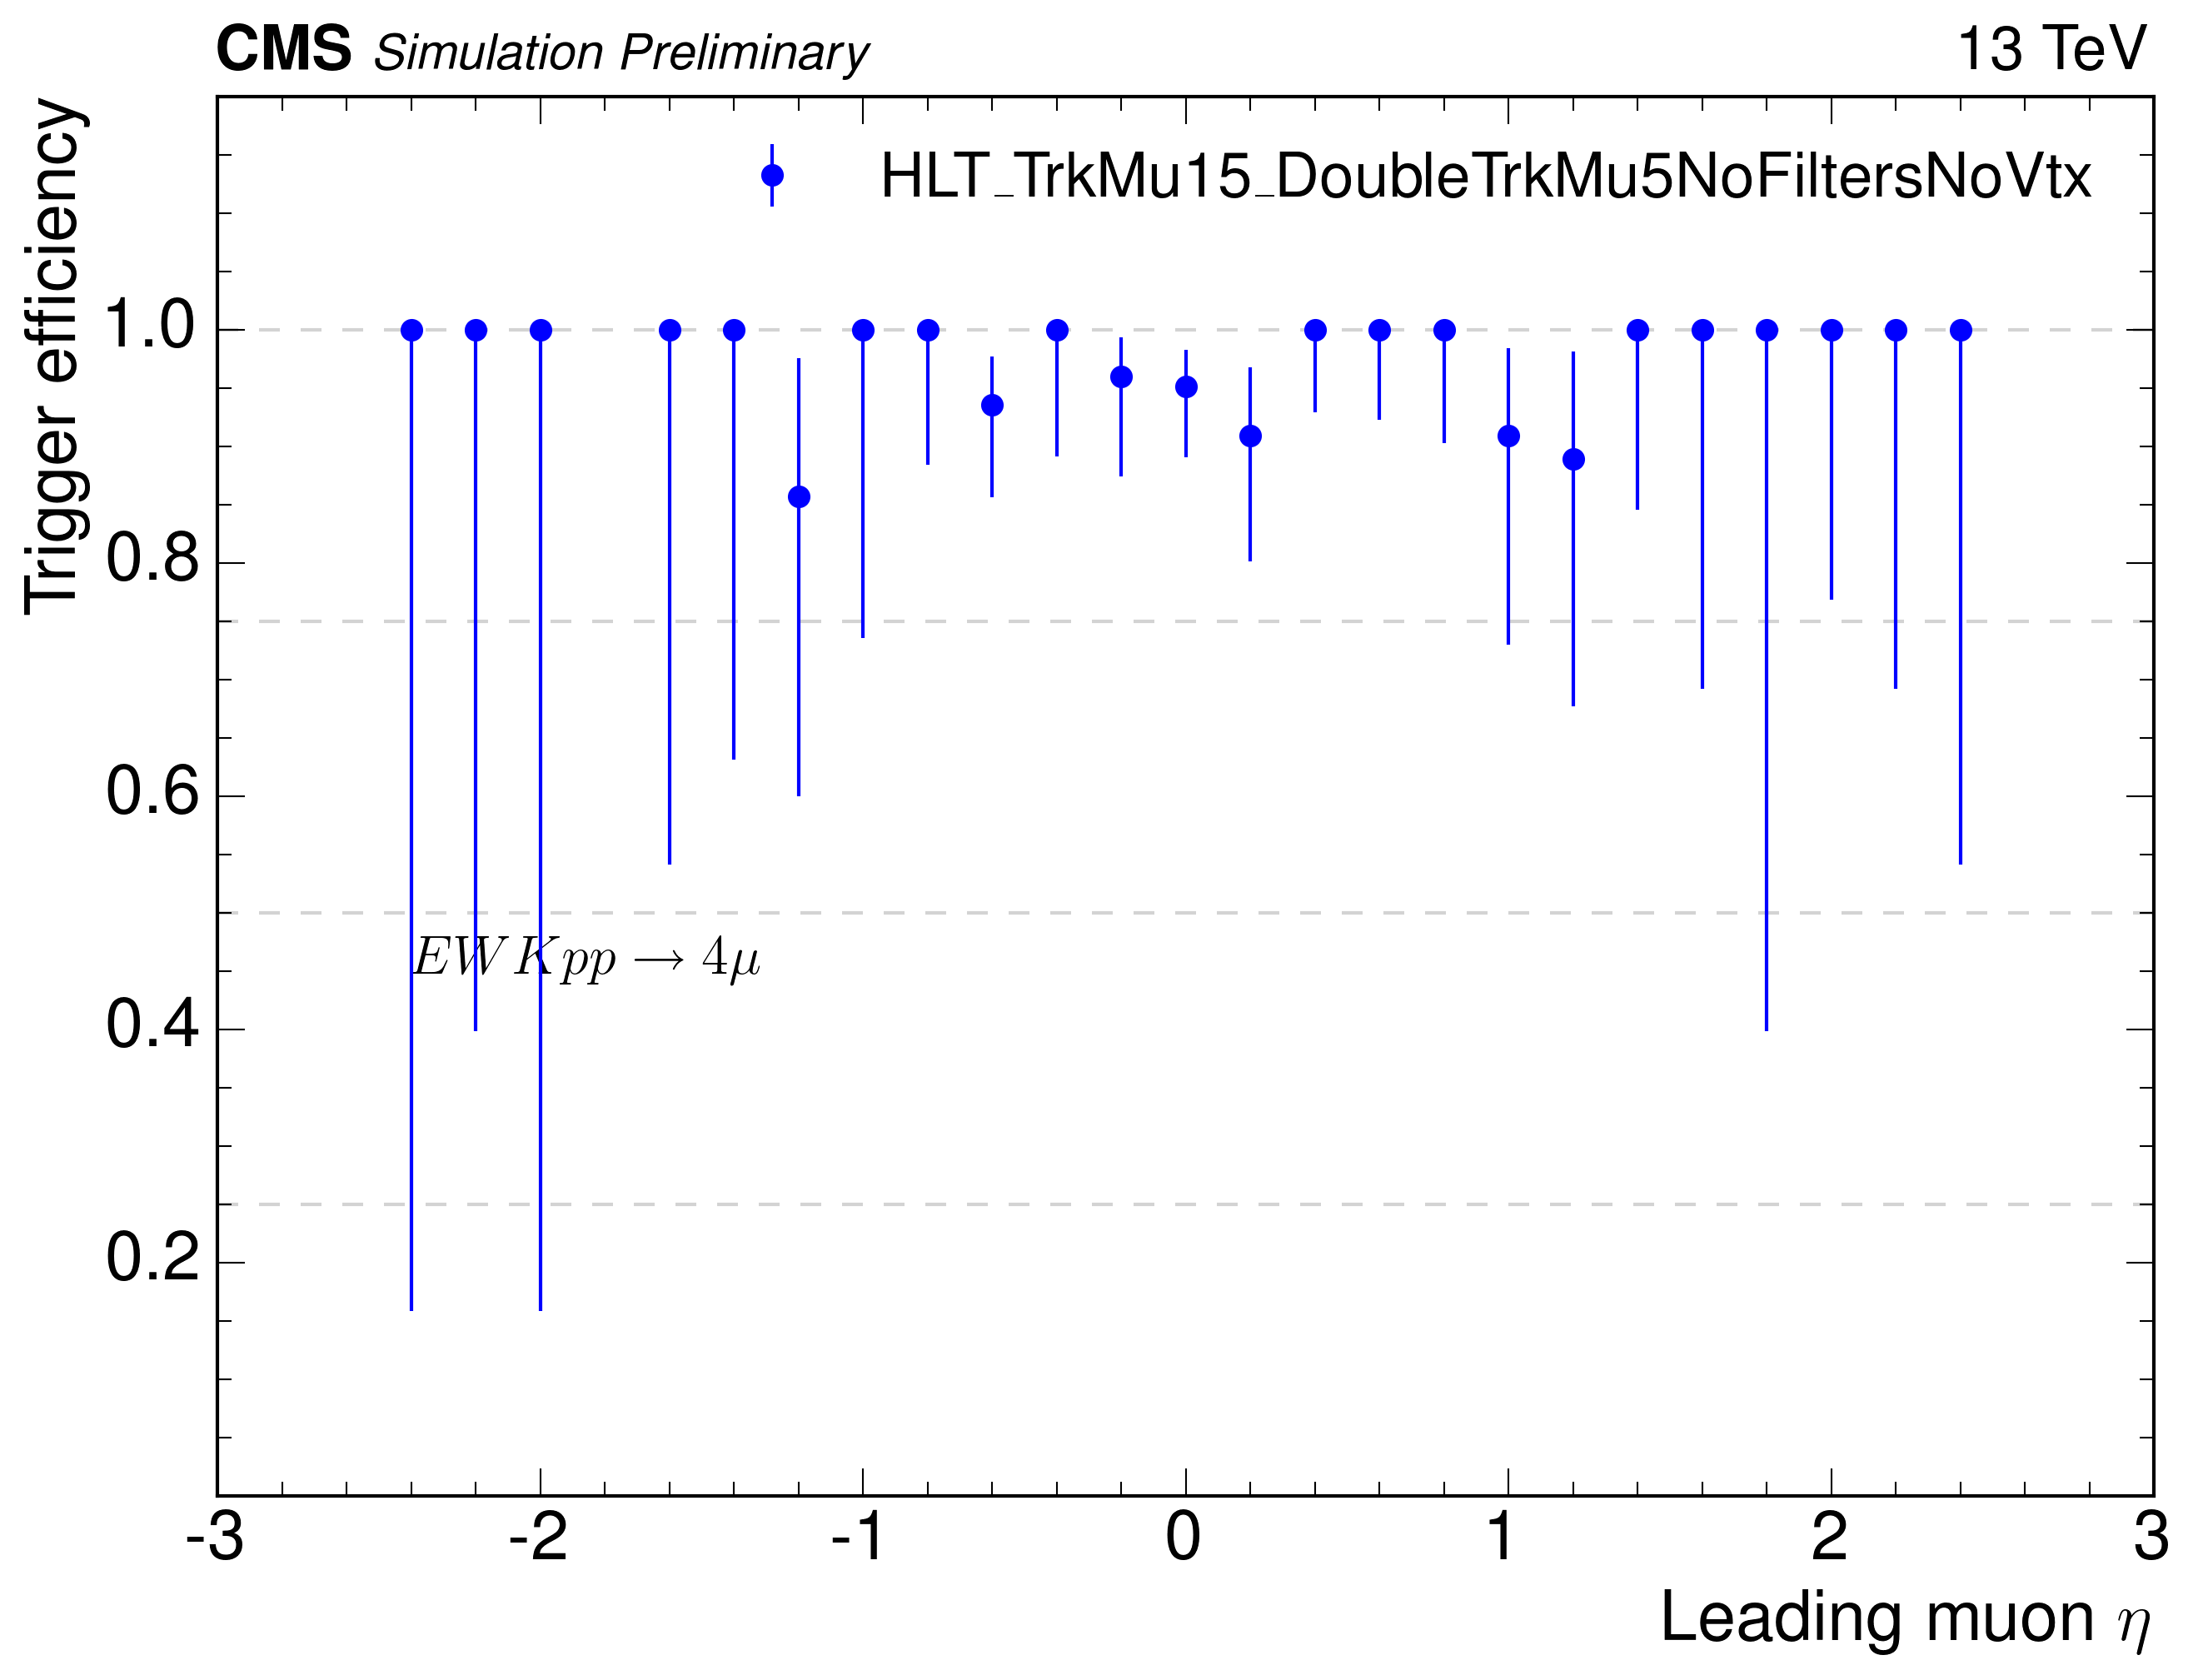 CMS Simulation Preliminary 13 TeV
Trigger efficiency
HLT_TrkMu15_DoubleTrkMu5NoFiltersNoVtx
1.0
0.8
0.6
EWKpp → 4μ
0.4
0.2
-3 -2 -1 0 1 2 3
Leading muon η